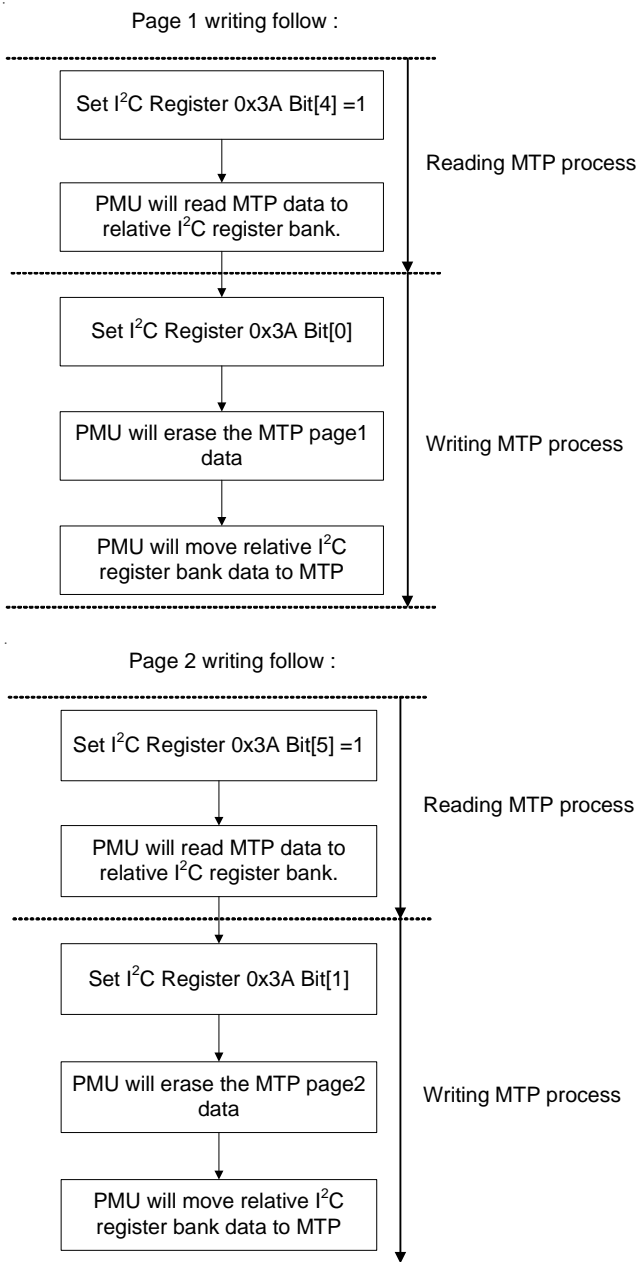 Page 1 writing follow :
Set I²C Register 0x3A Bit[4] =1
Reading MTP process
PMU will read MTP data to
relative I²C register bank.
Set I²C Register 0x3A Bit[0]
PMU will erase the MTP page1
data
Writing MTP process
PMU will move relative I²C
register bank data to MTP
Page 2 writing follow :
Set I²C Register 0x3A Bit[5] =1
Reading MTP process
PMU will read MTP data to
relative I²C register bank.
Set I²C Register 0x3A Bit[1]
PMU will erase the MTP page2
data
Writing MTP process
PMU will move relative I²C
register bank data to MTP